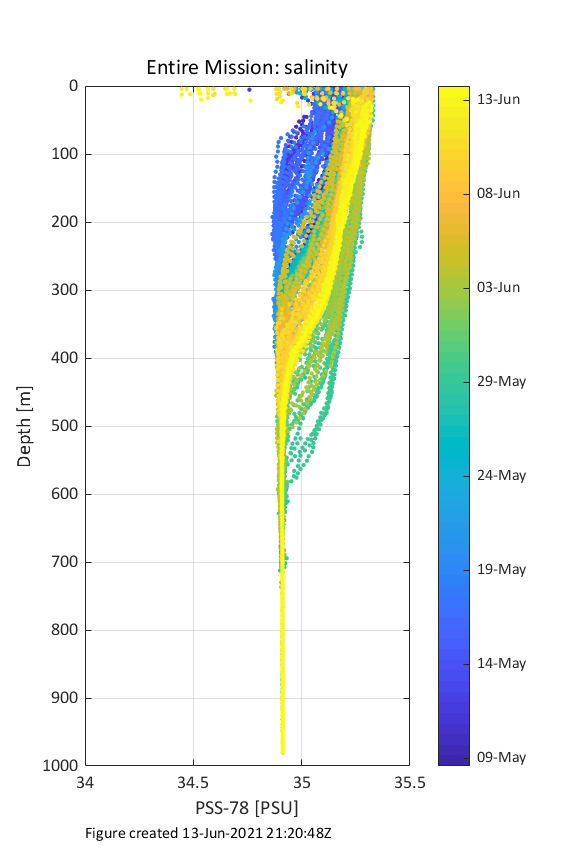 Entire Mission: salinity
0
100
200
300
400
500
600
700
800
900
1000
Depth [m]
34
34.5
35
35.5
PSS-78 [PSU]
13-Jun
08-Jun
03-Jun
29-May
24-May
19-May
14-May
09-May
Figure created 13-Jun-2021 21:20:48Z